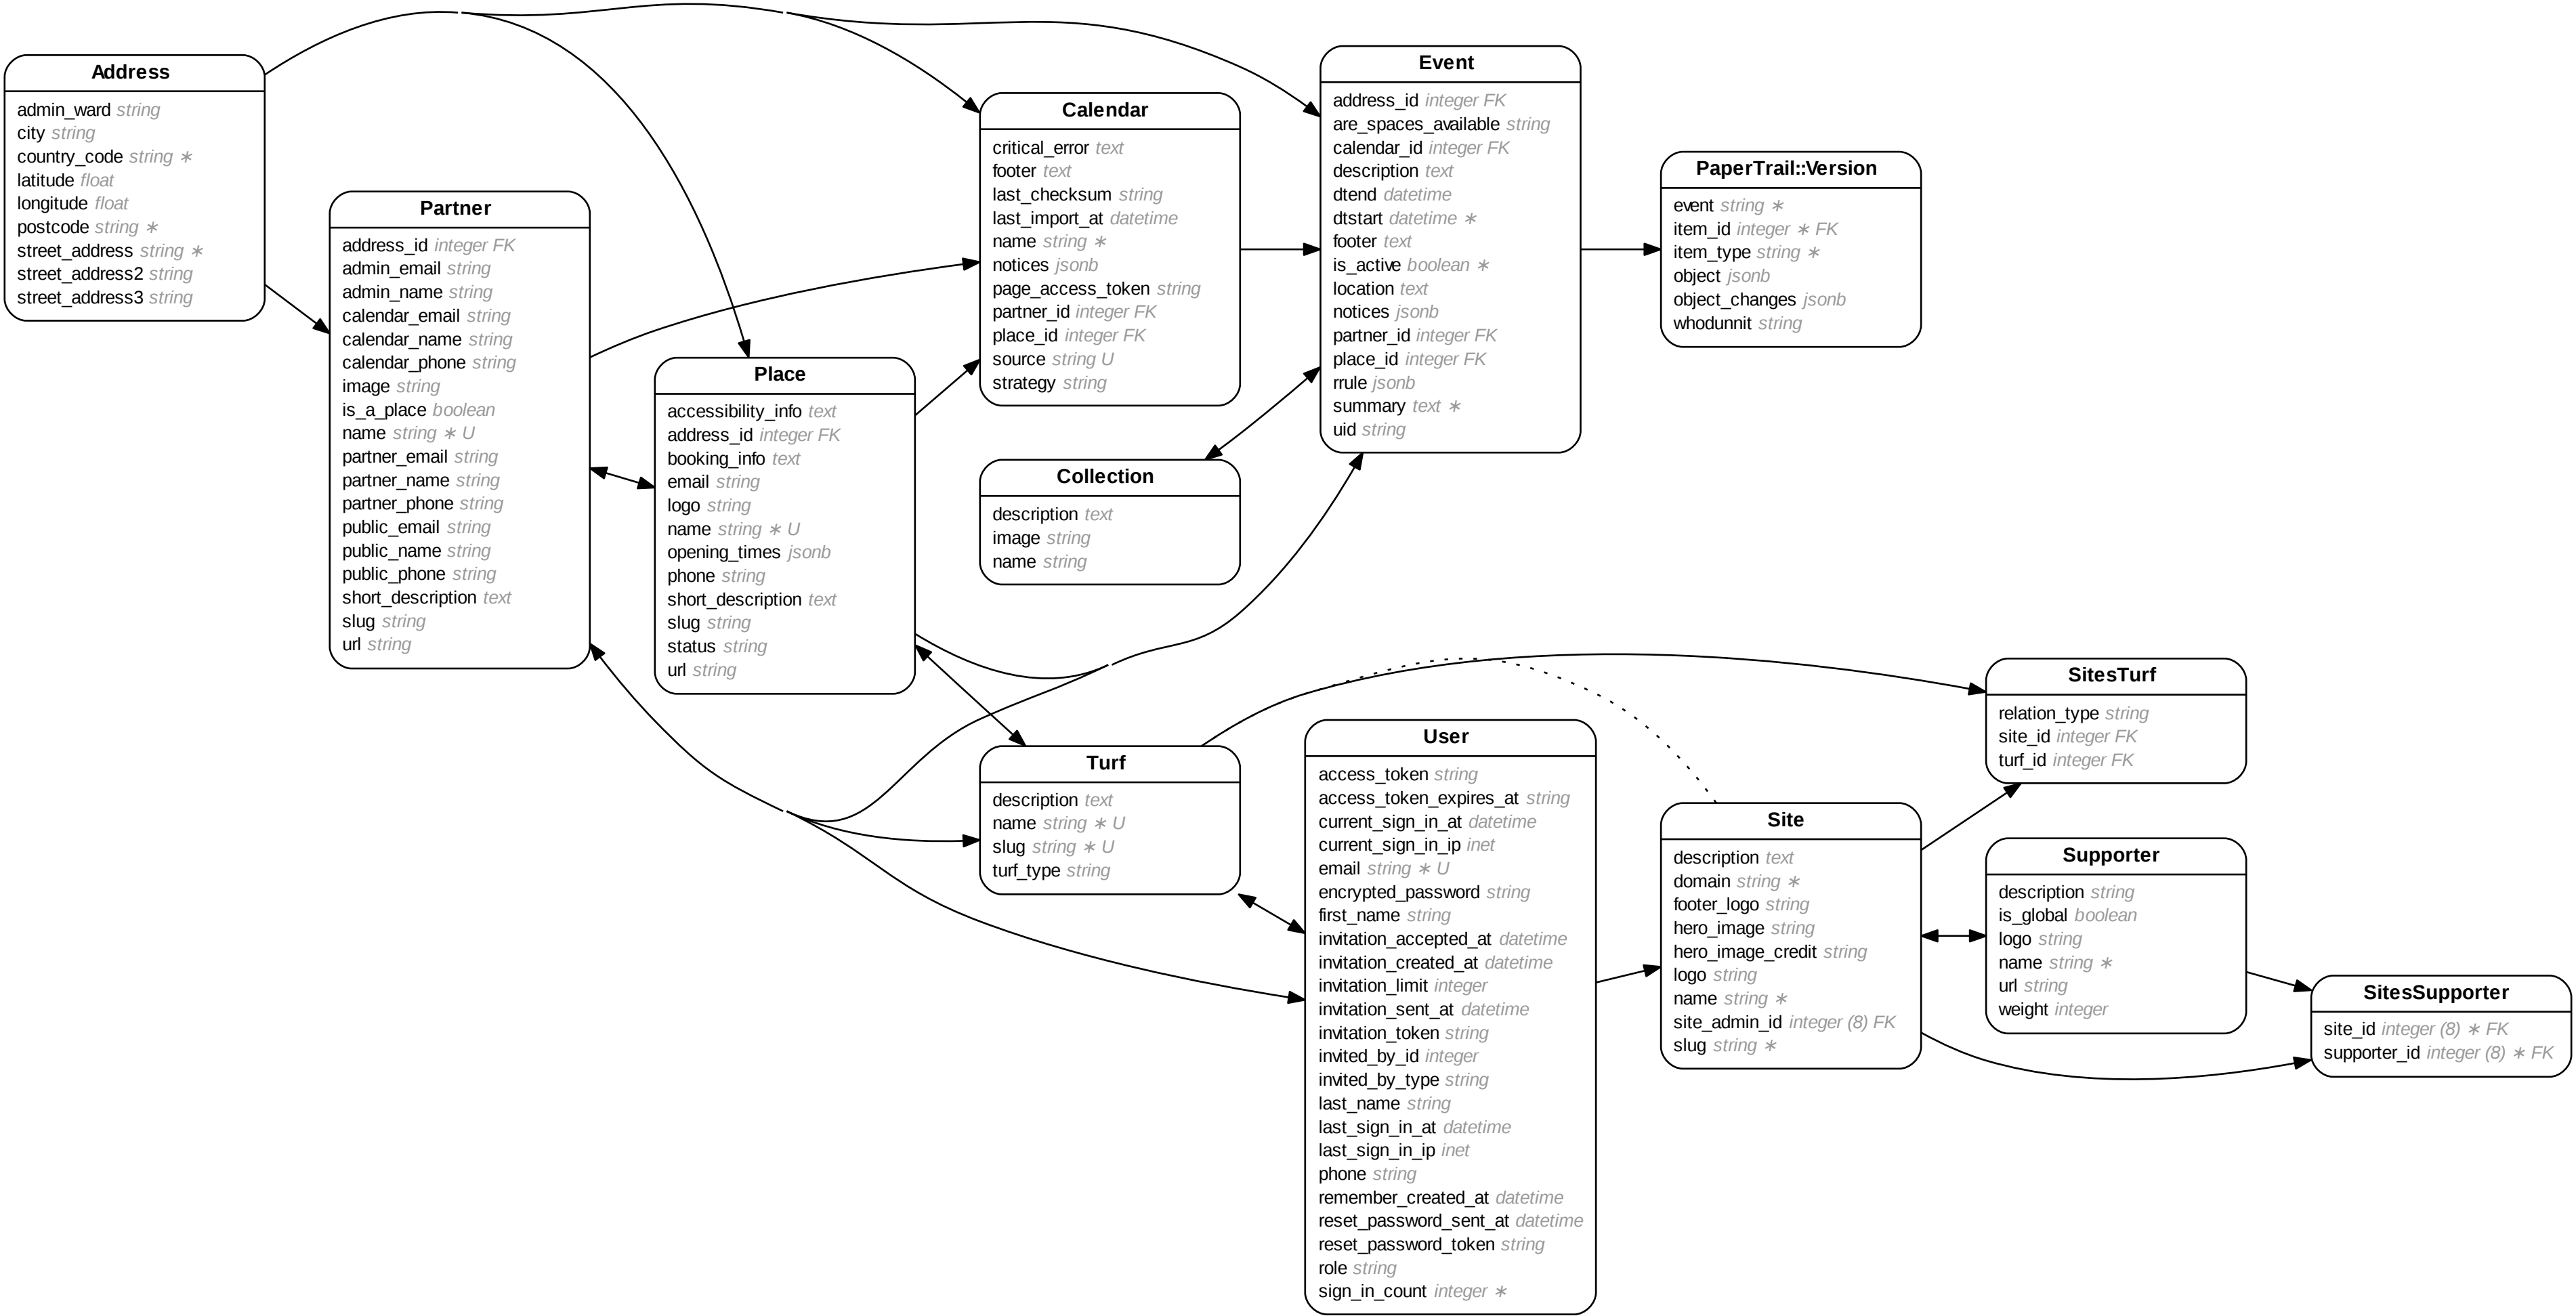 Address
admin_ward string
city string
country_code string ∗
latitude float
longitude float
postcode string ∗
street_address string ∗
street_address2 string
street_address3 string
Partner
address_id integer FK
admin_email string
admin_name string
calendar_email string
calendar_name string
calendar_phone string
image string
is_a_place boolean
name string ∗ U
partner_email string
partner_name string
partner_phone string
public_email string
public_name string
public_phone string
short_description text
slug string
url string
Place
accessibility_info text
address_id integer FK
booking_info text
email string
logo string
name string ∗ U
opening_times jsonb
phone string
short_description text
slug string
status string
url string
Calendar
critical_error text
footer text
last_checksum string
last_import_at datetime
name string ∗
notices jsonb
page_access_token string
partner_id integer FK
place_id integer FK
source string U
strategy string
Collection
description text
image string
name string
Turf
description text
name string ∗ U
slug string ∗ U
turf_type string
Event
address_id integer FK
are_spaces_available string
calendar_id integer FK
description text
dtend datetime
dtstart datetime ∗
footer text
is_active boolean ∗
location text
notices jsonb
partner_id integer FK
place_id integer FK
rrule jsonb
summary text ∗
uid string
User
access_token string
access_token_expires_at string
current_sign_in_at datetime
current_sign_in_ip inet
email string ∗ U
encrypted_password string
first_name string
invitation_accepted_at datetime
invitation_created_at datetime
invitation_limit integer
invitation_sent_at datetime
invitation_token string
invited_by_id integer
invited_by_type string
last_name string
last_sign_in_at datetime
last_sign_in_ip inet
phone string
remember_created_at datetime
reset_password_sent_at datetime
reset_password_token string
role string
sign_in_count integer ∗
PaperTrail::Version
event string ∗
item_id integer ∗ FK
item_type string ∗
object jsonb
object_changes jsonb
whodunnit string
Site
description text
domain string ∗
footer_logo string
hero_image string
hero_image_credit string
logo string
name string ∗
site_admin_id integer (8) FK
slug string ∗
SitesTurf
relation_type string
site_id integer FK
turf_id integer FK
Supporter
description string
is_global boolean
logo string
name string ∗
url string
weight integer
SitesSupporter
site_id integer (8) ∗ FK
supporter_id integer (8) ∗ FK